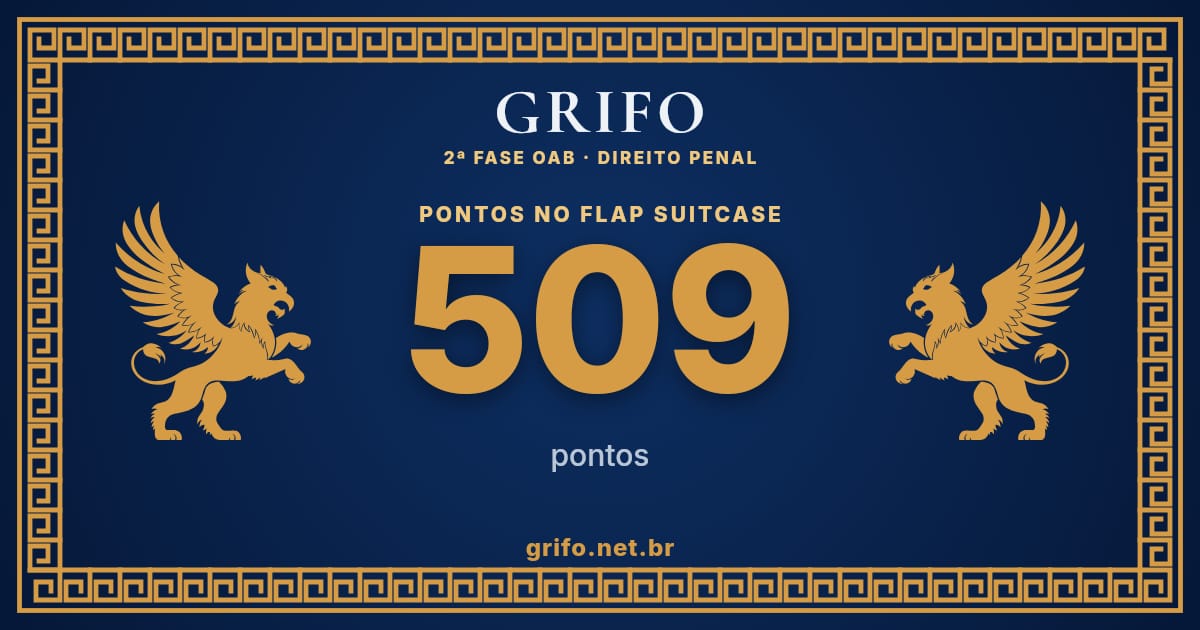 GRIFO
2ª FASE OAB · DIREITO PENAL
PONTOS NO FLAP SUITCASE
509
pontos
grifo.net.br